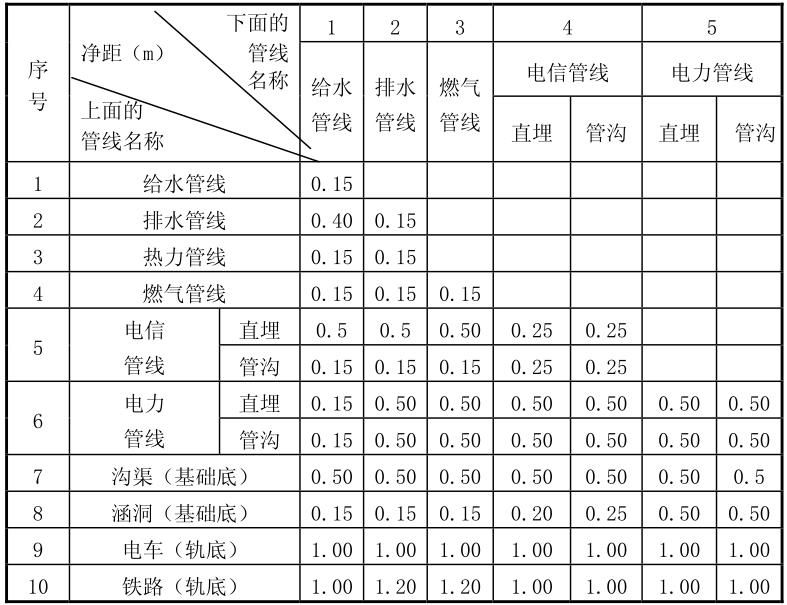 序号 净距（m） 下面的管线名称 上面的管线名称 1 2 3 4 5
给水管线 排水管线 燃气管线 电信管线 电力管线
直埋 管沟 直埋 管沟
1 给水管线 0.15
2 排水管线 0.40 0.15
3 热力管线 0.15 0.15
4 燃气管线 0.15 0.15 0.15
5 电信管线 直埋 0.5 0.5 0.50 0.25 0.25
管沟 0.15 0.15 0.15 0.25 0.25
6 电力管线 直埋 0.15 0.50 0.50 0.50 0.50 0.50 0.50
管沟 0.15 0.50 0.50 0.50 0.50 0.50 0.50
7 沟渠（基础底） 0.50 0.50 0.50 0.50 0.50 0.50 0.5
8 涵洞（基础底） 0.15 0.15 0.15 0.20 0.25 0.50 0.50
9 电车（轨底） 1.00 1.00 1.00 1.00 1.00 1.00 1.00
10 铁路（轨底） 1.00 1.20 1.20 1.00 1.00 1.00 1.00